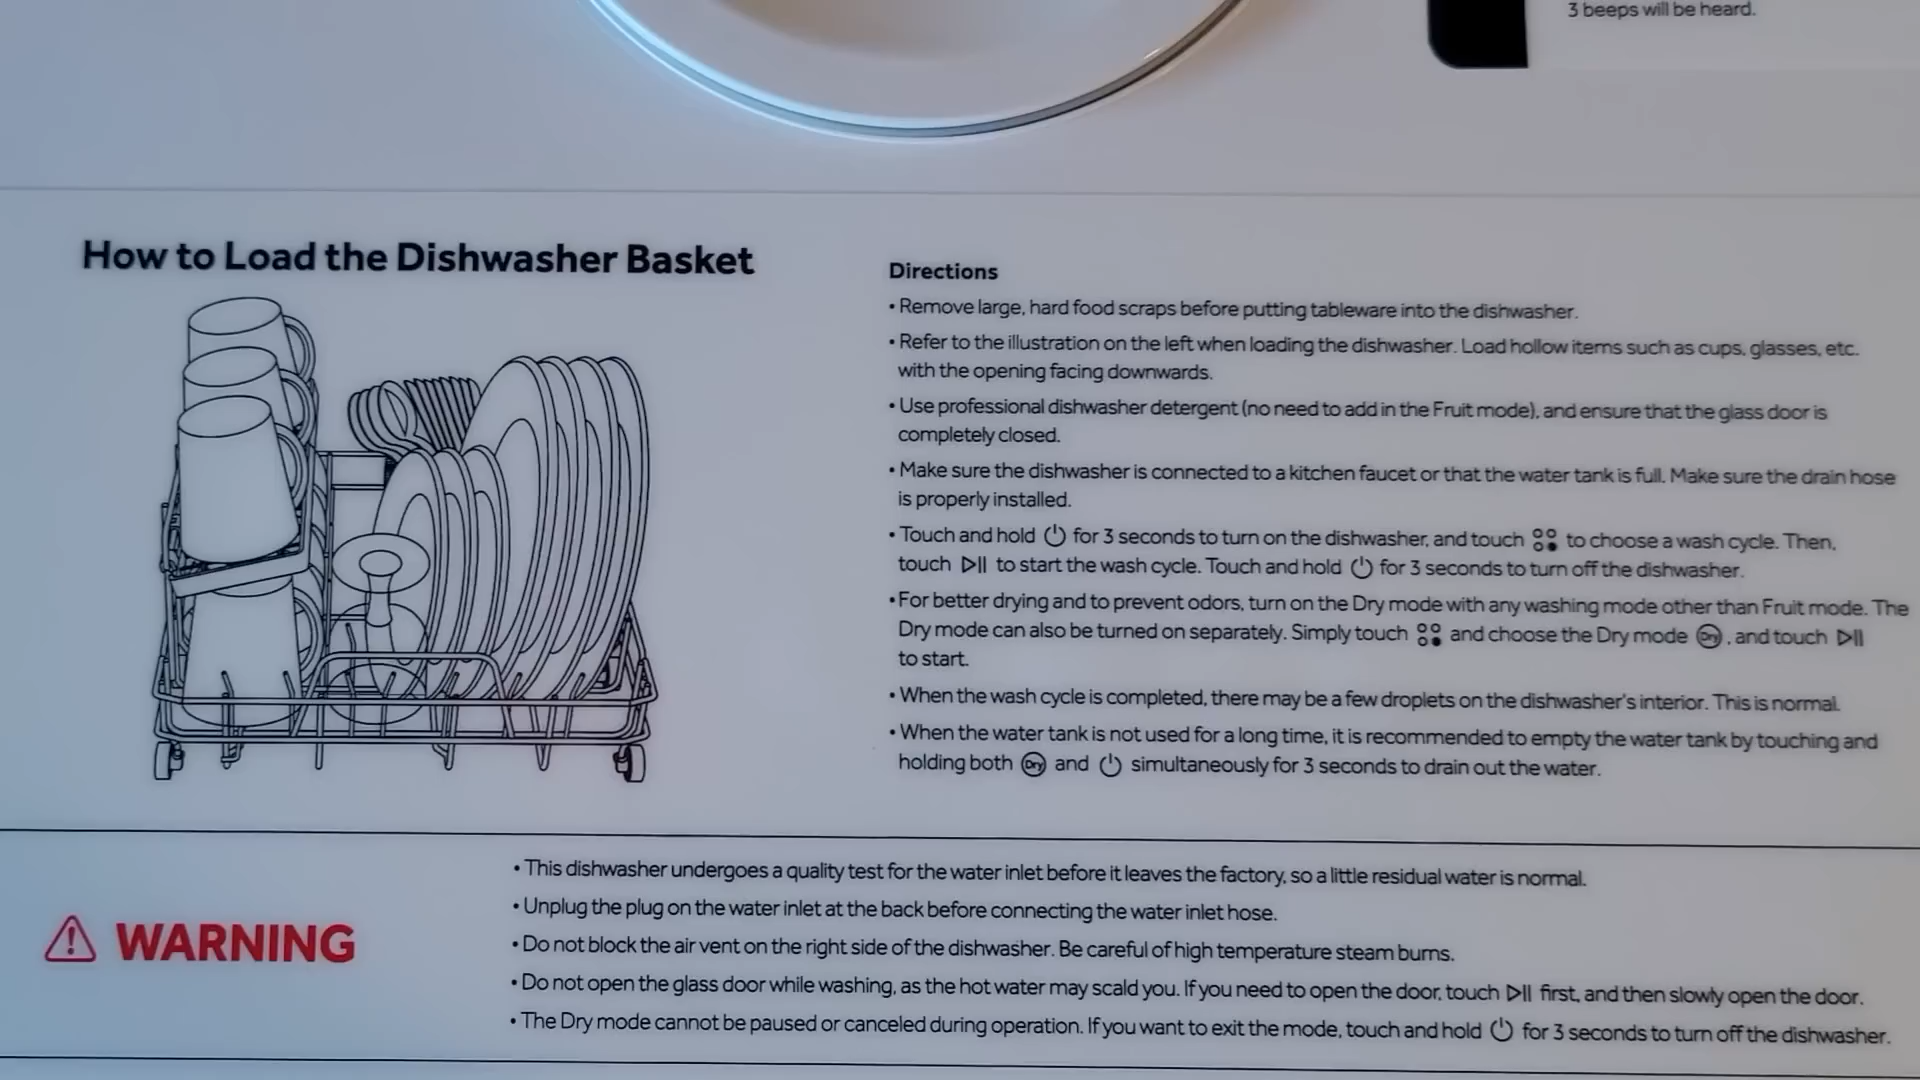 3 beeps will be heard.
How to Load the Dishwasher Basket
Directions
• Remove large, hard food scraps before putting tableware into the dishwasher.
• Refer to the illustration on the left when loading the dishwasher. Load hollow items such as cups, glasses, etc.
with the opening facing downwards.
• Use professional dishwasher detergent (no need to add in the Fruit mode), and ensure that the glass door is
completely closed.
• Make sure the dishwasher is connected to a kitchen faucet or that the water tank is full. Make sure the drain hose
is properly installed.
• Touch and hold for 3 seconds to turn on the dishwasher, and touch to choose a wash cycle. Then,
touch to start the wash cycle. Touch and hold for 3 seconds to turn off the dishwasher.
• For better drying and to prevent odors, turn on the Dry mode with any washing mode other than Fruit mode. The
Dry mode can also be turned on separately. Simply touch and choose the Dry mode Dry, and touch
to start.
• When the wash cycle is completed, there may be a few droplets on the dishwasher's interior. This is normal.
• When the water tank is not used for a long time, it is recommended to empty the water tank by touching and
holding both Dry and simultaneously for 3 seconds to drain out the water.
WARNING
• This dishwasher undergoes a quality test for the water inlet before it leaves the factory, so a little residual water is normal.
• Unplug the plug on the water inlet at the back before connecting the water inlet hose.
• Do not block the air vent on the right side of the dishwasher. Be careful of high temperature steam burns.
• Do not open the glass door while washing, as the hot water may scald you. If you need to open the door, touch first, and then slowly open the door.
• The Dry mode cannot be paused or canceled during operation. If you want to exit the mode, touch and hold for 3 seconds to turn off the dishwasher.